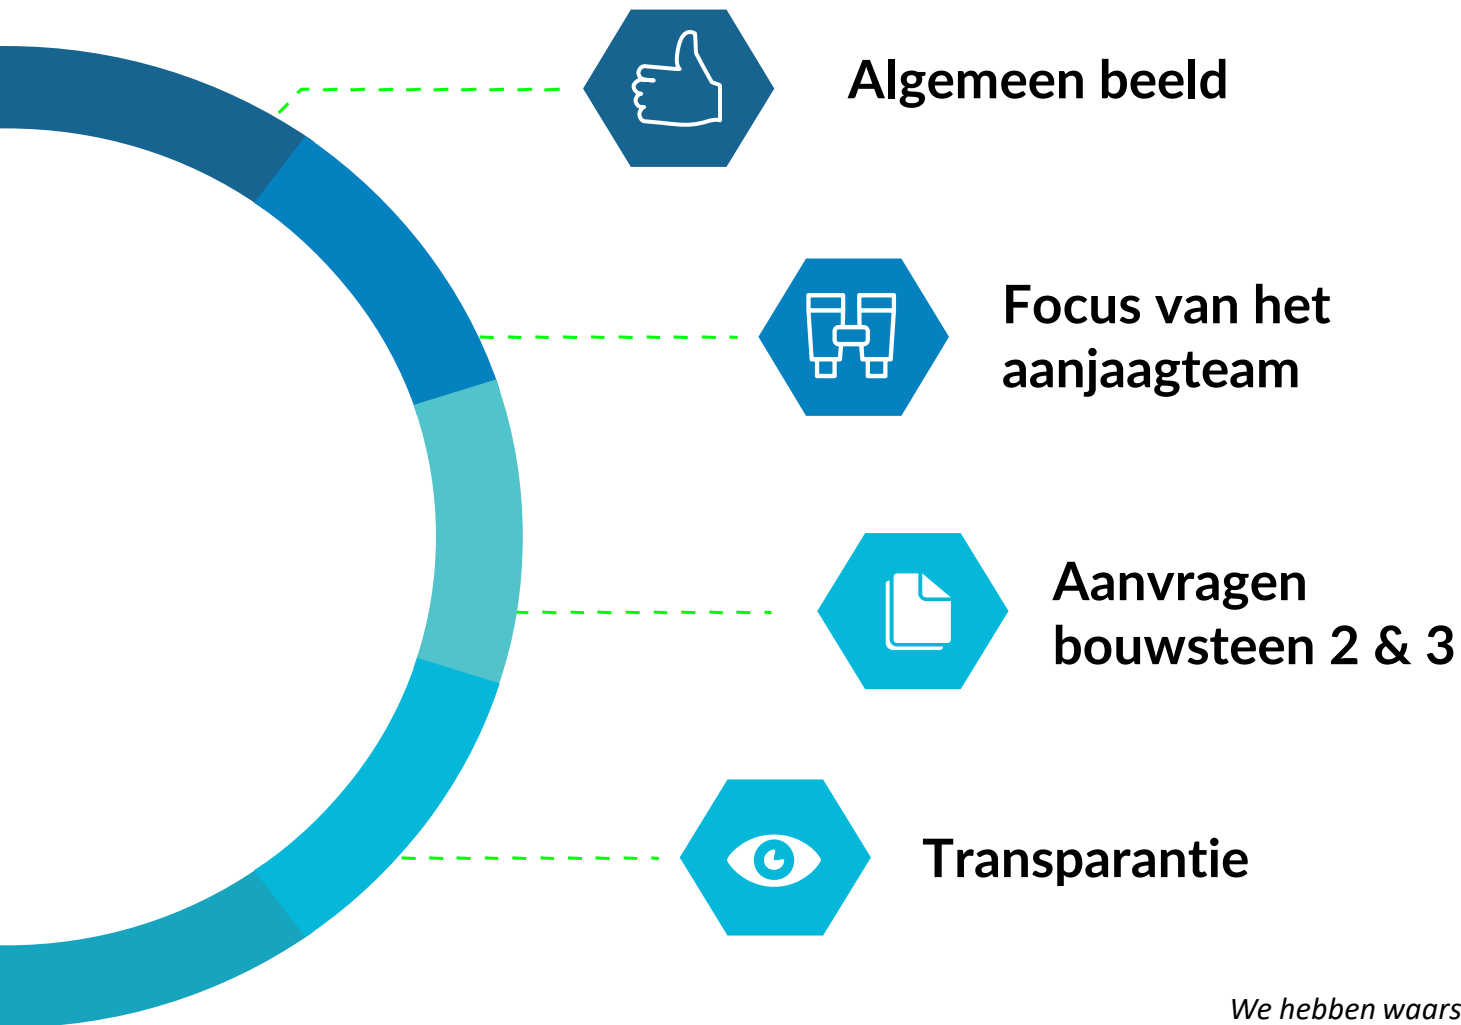 Algemeen beeld
Focus van het
aanjaagteam
Aanvragen
bouwsteen 2 & 3
Transparantie
We hebben waars